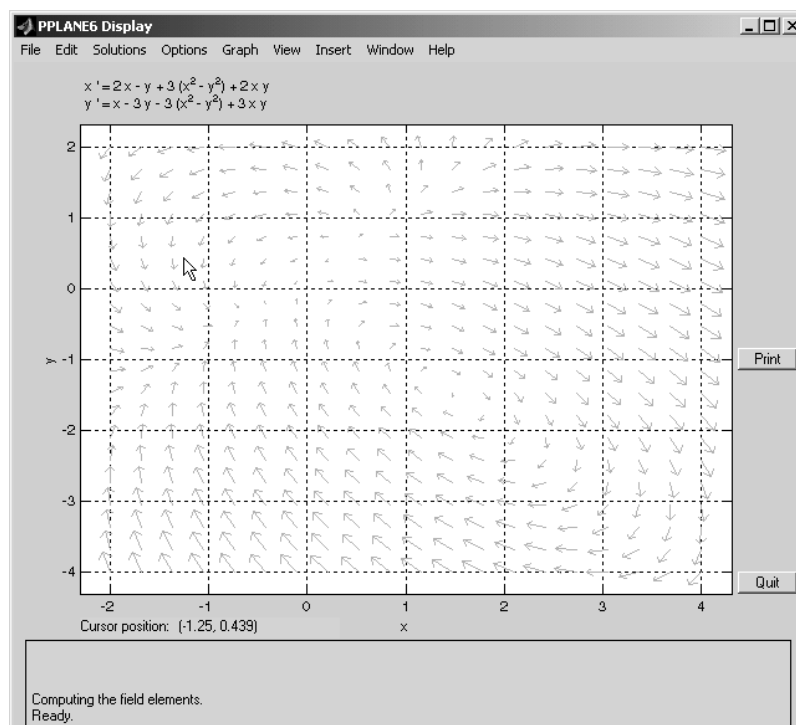 PPLANE6 Display
File Edit Solutions Options Graph View Insert Window Help
x ' = 2 x - y + 3 (x² - y²) + 2 x y
y ' = x - 3 y - 3 (x² - y²) + 3 x y
2
1
0
-1
-2
-3
-4
y
Print
Quit
-2 -1 0 1 2 3 4
Cursor position: (-1.25, 0.439)
x
Computing the field elements.
Ready.